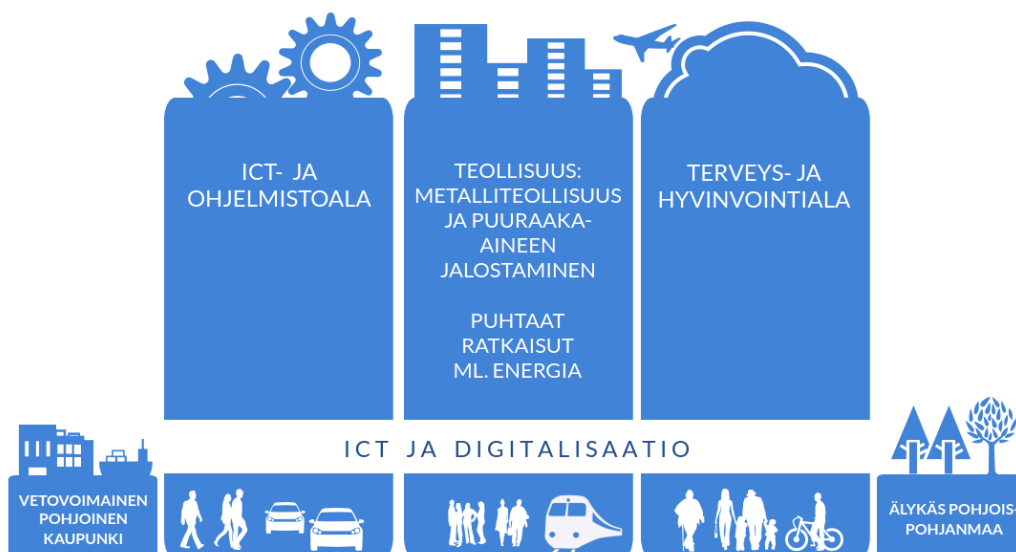 ICT- JA
OHJELMISTOALA
TEOLLISUUS:
METALLITEOLLISUUS
JA PUURAAKA-
AINEEN
JALOSTAMINEN
PUHTAAT
RATKAISUT
ML. ENERGIA
TERVEYS- JA
HYVINVOINTIALA
ICT JA DIGITALISAATIO
VETOVOIMAINEN
POHJOINEN
KAUPUNKI
ÄLYKÄS POHJOIS-
POHJANMAA